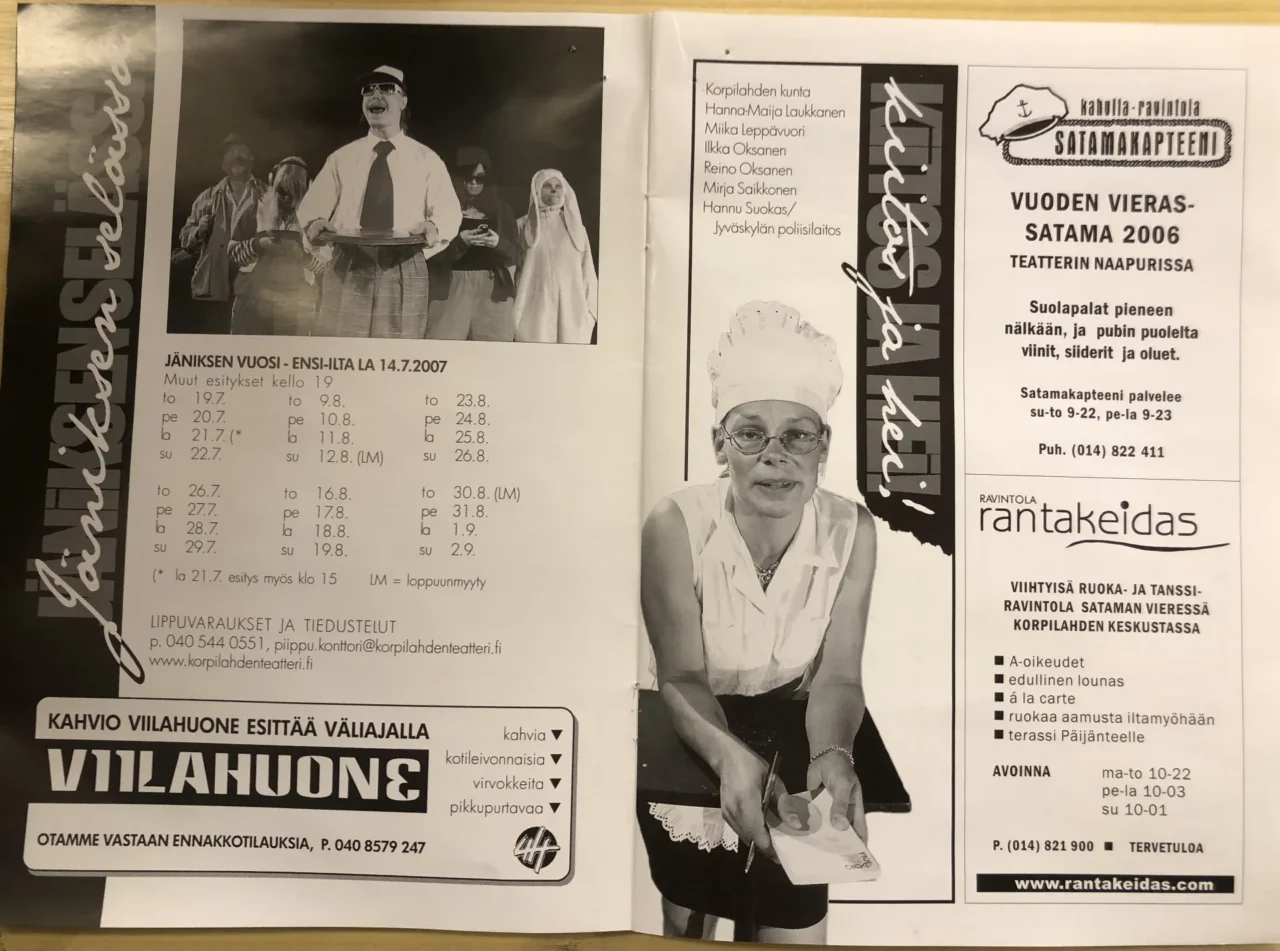 JÄNIKSEN SELÄSSÄ
Jäniksen selässä
JÄNIKSEN VUOSI - ENSI-ILTA LA 14.7.2007
Muut esitykset kello 19
to 19.7. to 9.8. to 23.8.
pe 20.7. pe 10.8. pe 24.8.
la 21.7. (* la 11.8. la 25.8.
su 22.7. su 12.8. (LM) su 26.8.
to 26.7. to 16.8. to 30.8. (LM)
pe 27.7. pe 17.8. pe 31.8.
la 28.7. la 18.8. la 1.9.
su 29.7. su 19.8. su 2.9.
(* la 21.7. esitys myös klo 15 LM = loppuunmyyty
LIPPUVARAUKSET JA TIEDUSTELUT
p. 040 544 0551, piippu.konttori@korpilahdenteatteri.fi
www.korpilahdenteatteri.fi
KAHVIO VIILAHUONE ESITTÄÄ VÄLIAJALLA
VIILAHUONE
kahvia ▼
kotileivonnaisia ▼
virvokkeita ▼
pikkupurtavaa ▼
OTAMME VASTAAN ENNAKKOTILAUKSIA, P. 040 8579 247
Korpilahden kunta
Hanna-Maija Laukkanen
Miika Leppävuori
Ilkka Oksanen
Reino Oksanen
Mirja Saikkonen
Hannu Suokas/
Jyväskylän poliisilaitos
KIITOS JA HEI!
kiitos ja hei!
kahvila-ravintola
SATAMAKAPTEENI
VUODEN VIERAS-
SATAMA 2006
TEATTERIN NAAPURISSA
Suolapalat pieneen
nälkään, ja pubin puolelta
viinit, siiderit ja oluet.
Satamakapteeni palvelee
su-to 9-22, pe-la 9-23
Puh. (014) 822 411
RAVINTOLA
rantakeidas
VIIHTYISÄ RUOKA- JA TANSSI-
RAVINTOLA SATAMAN VIERESSÄ
KORPILAHDEN KESKUSTASSA
■ A-oikeudet
■ edullinen lounas
■ á la carte
■ ruokaa aamusta iltamyöhään
■ terassi Päijänteelle
AVOINNA ma-to 10-22
pe-la 10-03
su 10-01
P. (014) 821 900 ■ TERVETULOA
www.rantakeidas.com